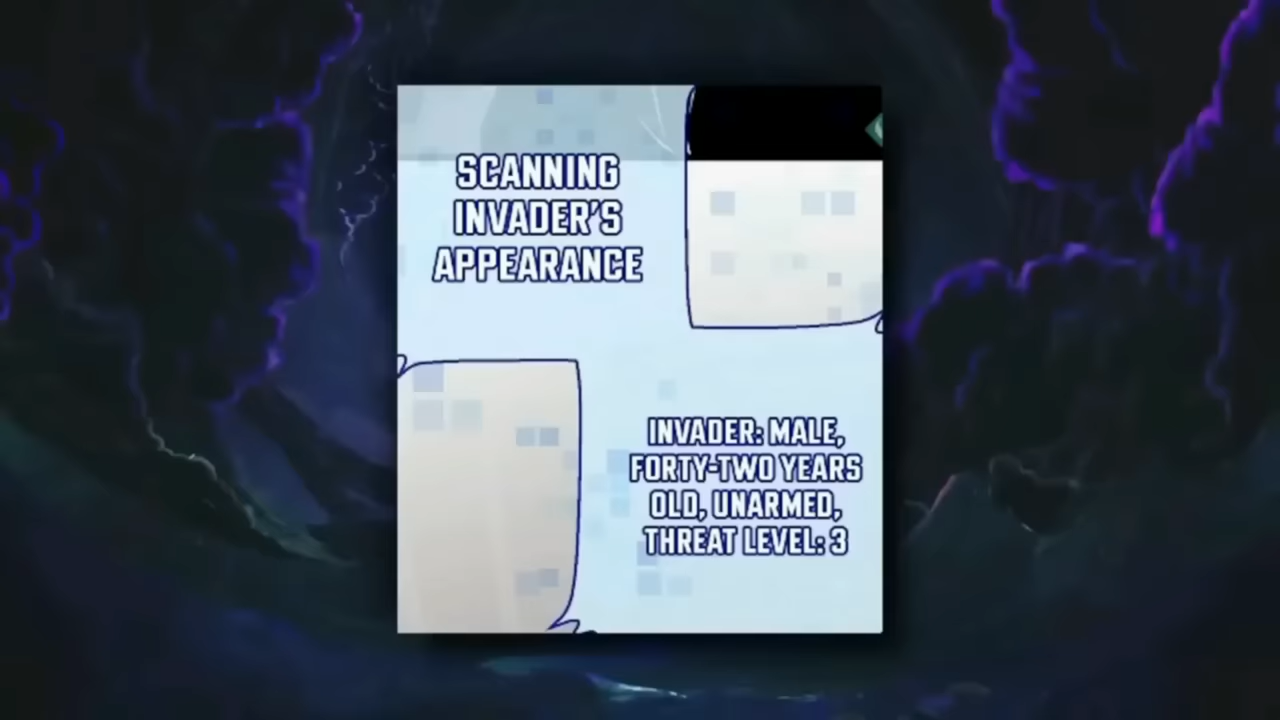 SCANNING
INVADER'S
APPEARANCE
INVADER: MALE,
FORTY-TWO YEARS
OLD, UNARMED,
THREAT LEVEL: 3